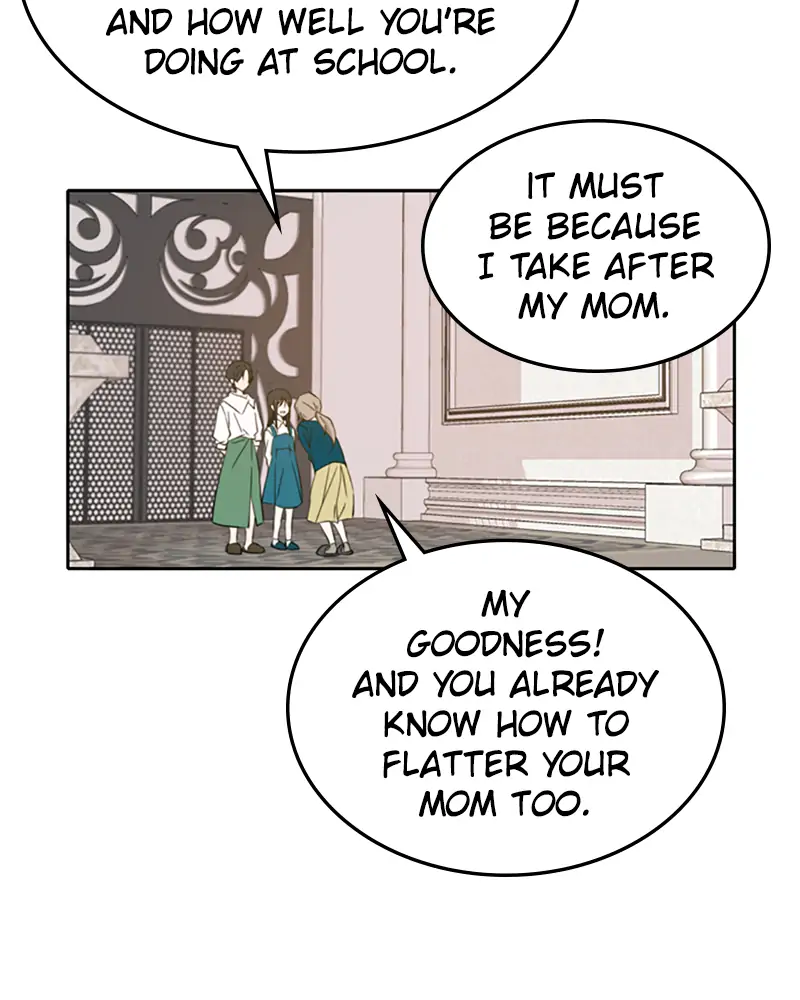 AND HOW WELL YOU'RE
DOING AT SCHOOL.
IT MUST
BE BECAUSE
I TAKE AFTER
MY MOM.
MY
GOODNESS!
AND YOU ALREADY
KNOW HOW TO
FLATTER YOUR
MOM TOO.